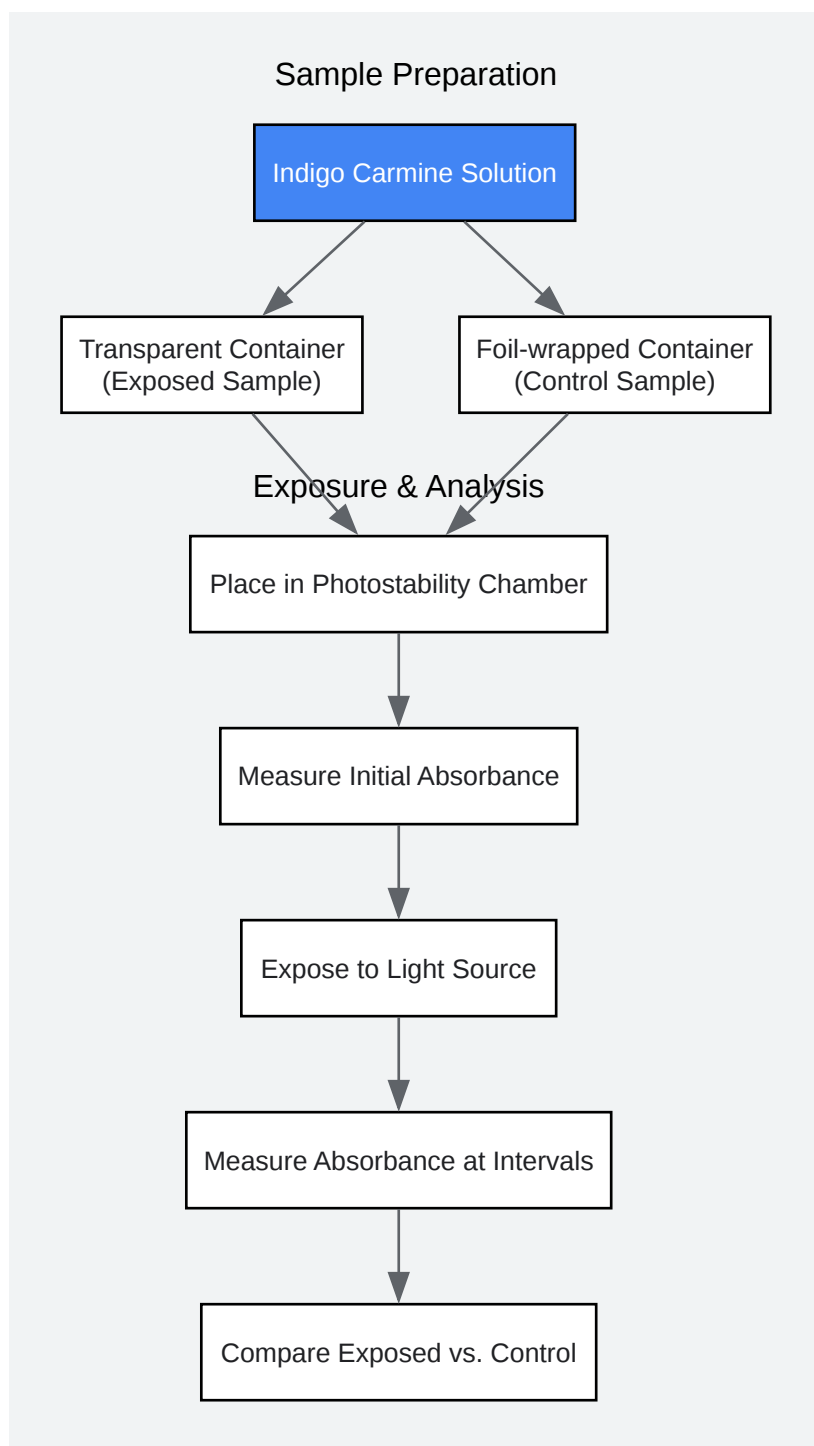 Sample Preparation
Indigo Carmine Solution
Transparent Container
(Exposed Sample)
Foil-wrapped Container
(Control Sample)
Exposure & Analysis
Place in Photostability Chamber
Measure Initial Absorbance
Expose to Light Source
Measure Absorbance at Intervals
Compare Exposed vs. Control